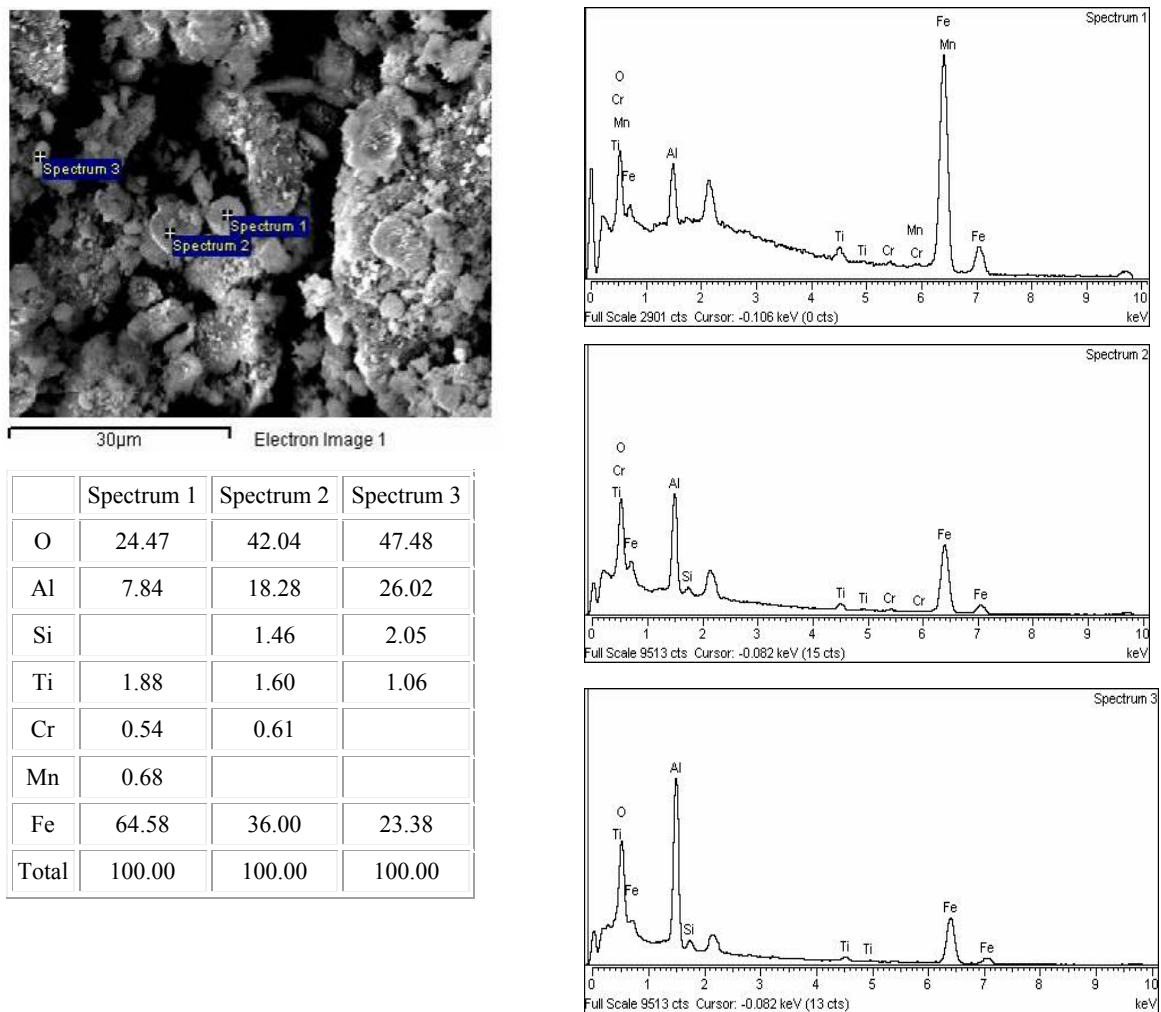 Spectrum 3
Spectrum 1
Spectrum 2
30µm Electron Image 1
Spectrum 1 Spectrum 2 Spectrum 3
O 24.47 42.04 47.48
Al 7.84 18.28 26.02
Si 1.46 2.05
Ti 1.88 1.60 1.06
Cr 0.54 0.61
Mn 0.68
Fe 64.58 36.00 23.38
Total 100.00 100.00 100.00
Spectrum 1
Fe
Mn
O
Cr
Mn
Ti Al
Fe
Mn
Ti Ti Cr Cr Fe
0 1 2 3 4 5 6 7 8 9 10
Full Scale 2901 cts Cursor: -0.106 keV (0 cts) keV
Spectrum 2
O
Cr
Ti Al
Fe Fe
Si
Ti Ti Cr Cr Fe
0 1 2 3 4 5 6 7 8 9 10
Full Scale 9513 cts Cursor: -0.082 keV (15 cts) keV
Spectrum 3
Al
O
Ti
Fe Fe
Si
Ti Ti Fe
0 1 2 3 4 5 6 7 8 9 10
Full Scale 9513 cts Cursor: -0.082 keV (13 cts) keV